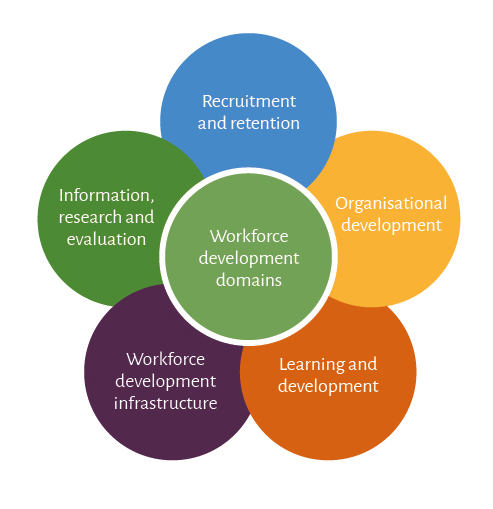 Recruitment
and retention
Organisational
development
Learning and
development
Workforce
development
infrastructure
Information,
research and
evaluation
Workforce
development
domains